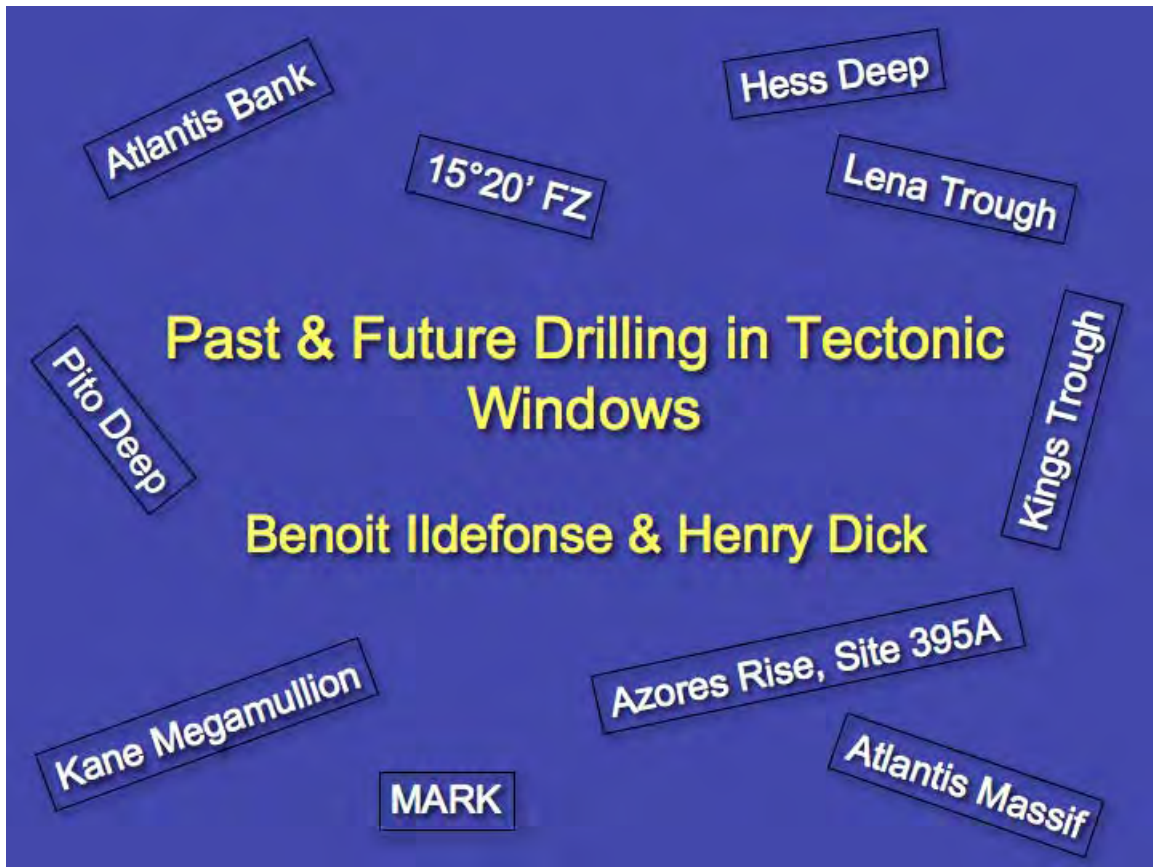 Atlantis Bank
Hess Deep
15°20’ FZ
Lena Trough
Past & Future Drilling in Tectonic
Windows
Pito Deep
Kings Trough
Benoit Ildefonse & Henry Dick
Azores Rise, Site 395A
Kane Megamullion
Atlantis Massif
MARK